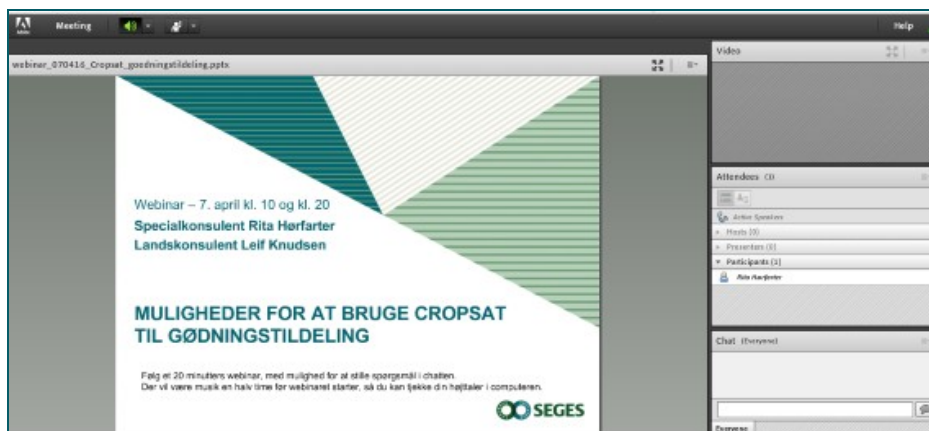 Adobe
Meeting
Help
webinar_070416_Cropsat_goedningstildeling.pptx
Video
Webinar – 7. april kl. 10 og kl. 20
Specialkonsulent Rita Hørfarter
Landskonsulent Leif Knudsen
MULIGHEDER FOR AT BRUGE CROPSAT
TIL GØDNINGSTILDELING
Følg et 20 minutters webinar, med mulighed for at stille spørgsmål i chatten.
Der vil være musik en halv time før webinaret starter, så du kan tjekke din højttaler i computeren.
SEGES
Attendees (1)
Active Speakers
Hosts (0)
Presenters (0)
Participants (1)
Rita Hørfarter
Chat (Everyone)
Everyone